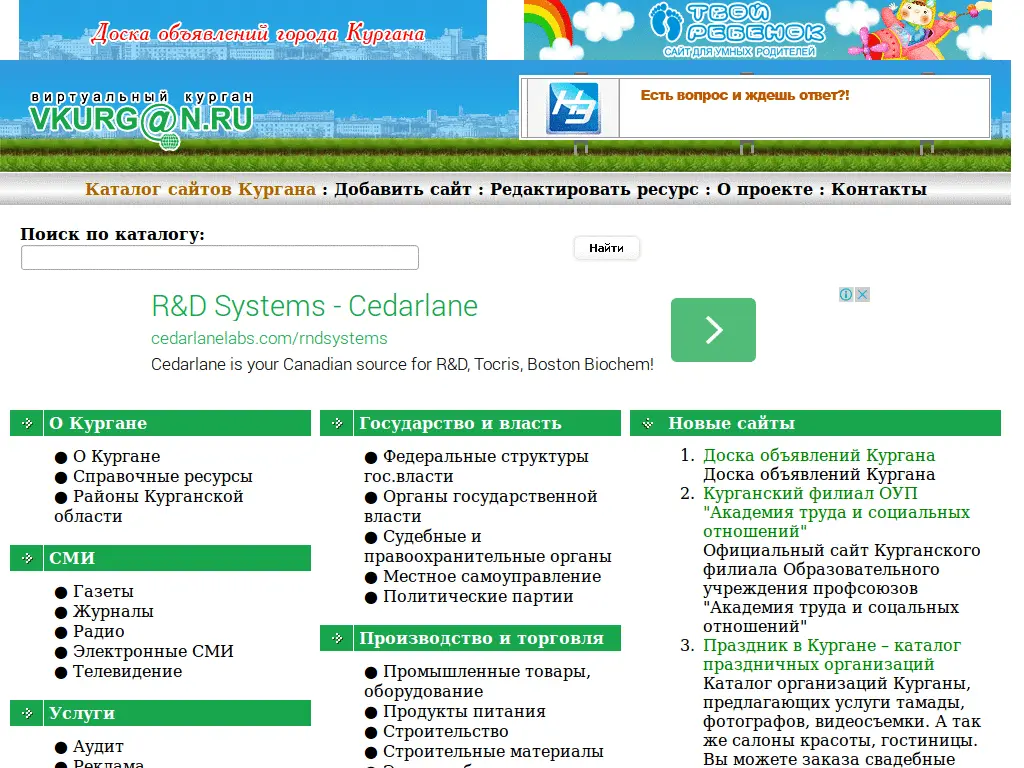 Доска объявлений города Кургана
ТВОЙ
РЕБЕНОК
САЙТ ДЛЯ УМНЫХ РОДИТЕЛЕЙ
виртуальный курган
VKURG@N.RU
Есть вопрос и ждешь ответ?!
Каталог сайтов Кургана : Добавить сайт : Редактировать ресурс : О проекте : Контакты
Поиск по каталогу:
Найти
R&D Systems - Cedarlane
cedarlanelabs.com/rndsystems
Cedarlane is your Canadian source for R&D, Tocris, Boston Biochem!
О Кургане
● О Кургане
● Справочные ресурсы
● Районы Курганской
области
СМИ
● Газеты
● Журналы
● Радио
● Электронные СМИ
● Телевидение
Услуги
● Аудит
● Реклама
Государство и власть
● Федеральные структуры
гос.власти
● Органы государственной
власти
● Судебные и
правоохранительные органы
● Местное самоуправление
● Политические партии
Производство и торговля
● Промышленные товары,
оборудование
● Продукты питания
● Строительство
● Строительные материалы
Новые сайты
1. Доска объявлений Кургана
Доска объявлений Кургана
2. Курганский филиал ОУП
"Академия труда и социальных
отношений"
Официальный сайт Курганского
филиала Образовательного
учреждения профсоюзов
"Академия труда и соцальных
отношений"
3. Праздник в Кургане – каталог
праздничных организаций
Каталог организаций Курганы,
предлагающих услуги тамады,
фотографов, видеосъемки. А так
же салоны красоты, гостиницы.
Вы можете заказа свадебные